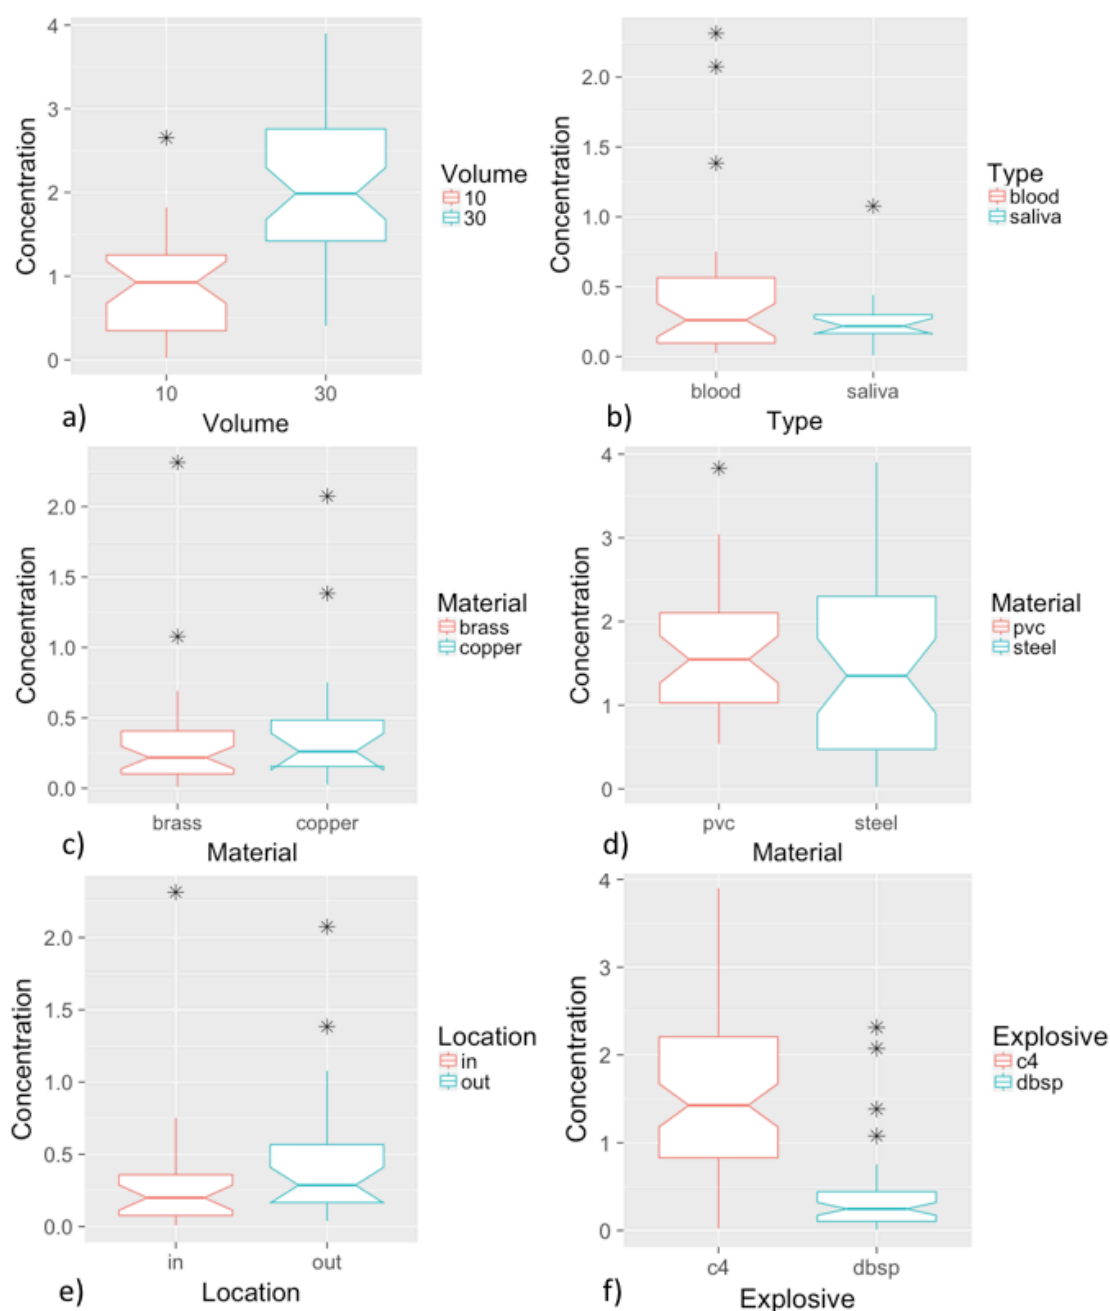 4
3
2
1
0
Concentration
10
30
a)
Volume
Volume
10
30
2.0
1.5
1.0
0.5
0.0
Concentration
blood
saliva
b)
Type
Type
blood
saliva
2.0
1.5
1.0
0.5
0.0
Concentration
brass
copper
c)
Material
Material
brass
copper
4
3
2
1
0
Concentration
pvc
steel
d)
Material
Material
pvc
steel
2.0
1.5
1.0
0.5
0.0
Concentration
in
out
e)
Location
Location
in
out
4
3
2
1
0
Concentration
c4
dbsp
f)
Explosive
Explosive
c4
dbsp